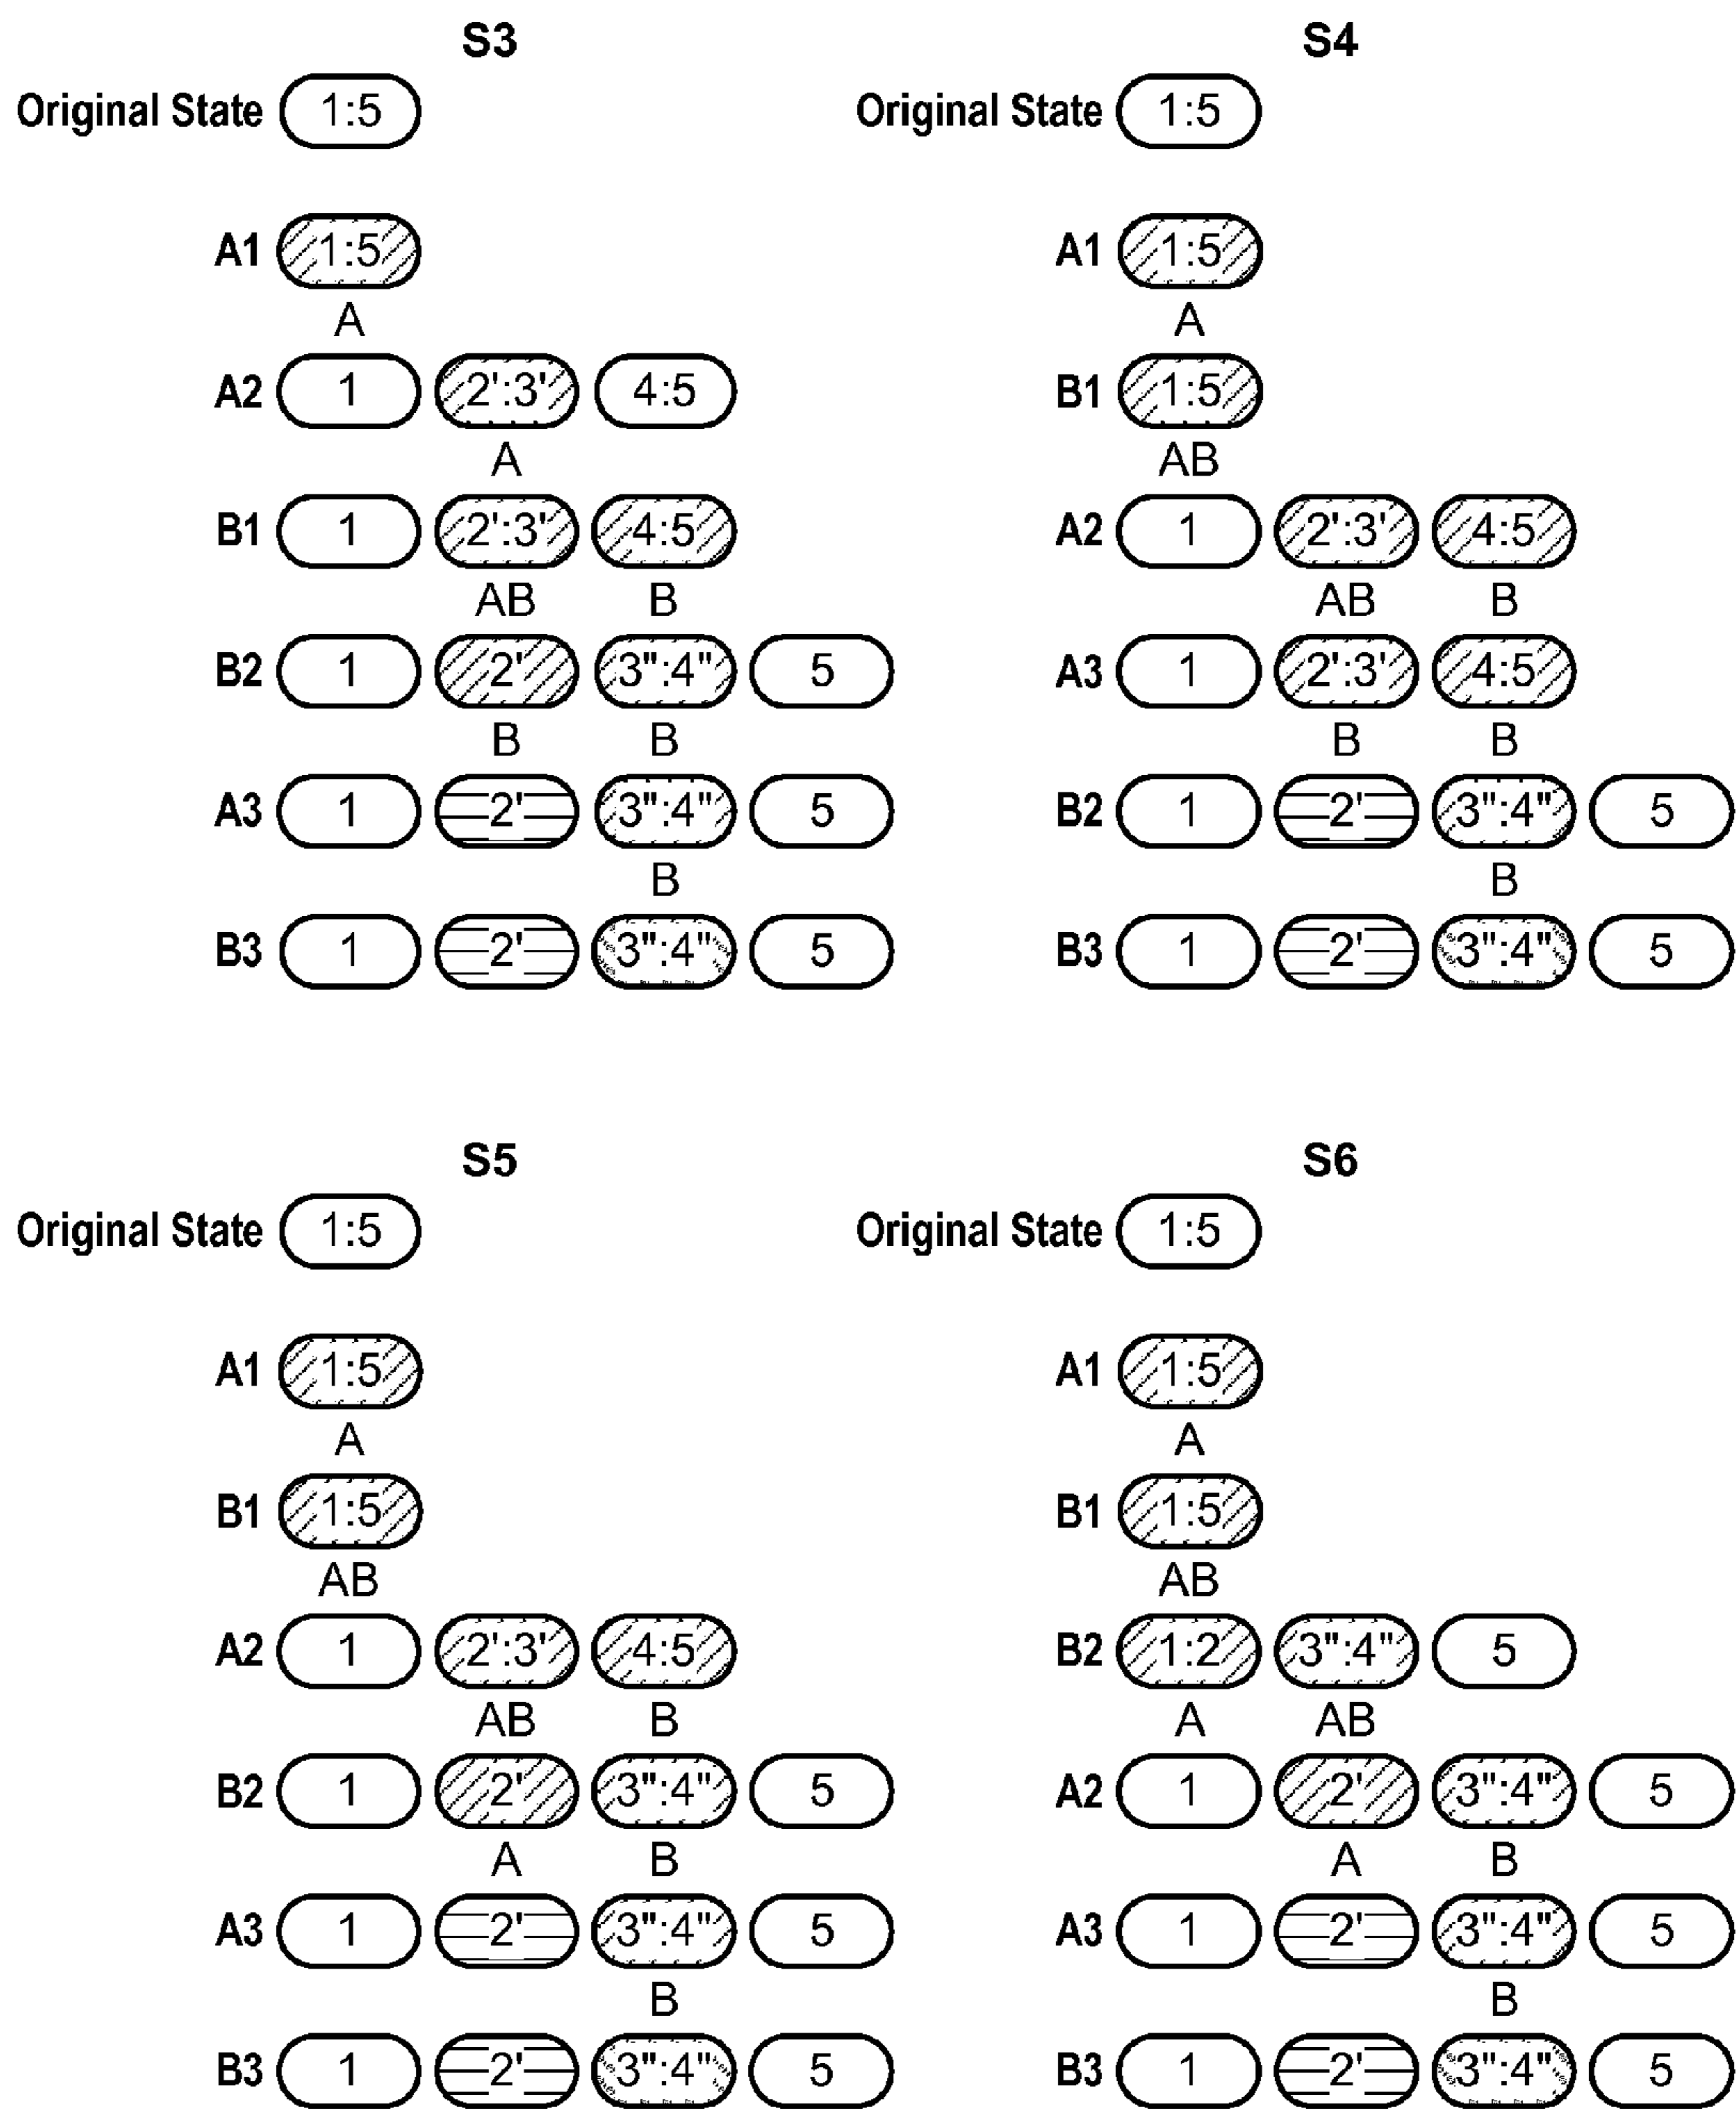 S3
Original State 1:5
A1 1:5
A
A2 1 2':3' 4:5
A
B1 1 2':3' 4:5
AB B
B2 1 2' 3":4" 5
B B
A3 1 2' 3":4" 5
B
B3 1 2' 3":4" 5
S4
Original State 1:5
A1 1:5
A
B1 1:5
AB
A2 1 2':3' 4:5
AB B
A3 1 2':3' 4:5
B B
B2 1 2' 3":4" 5
B
B3 1 2' 3":4" 5
S5
Original State 1:5
A1 1:5
A
B1 1:5
AB
A2 1 2':3' 4:5
AB B
B2 1 2' 3":4" 5
A B
A3 1 2' 3":4" 5
B
B3 1 2' 3":4" 5
S6
Original State 1:5
A1 1:5
A
B1 1:5
AB
B2 1:2 3":4" 5
A AB
A2 1 2' 3":4" 5
A B
A3 1 2' 3":4" 5
B
B3 1 2' 3":4" 5